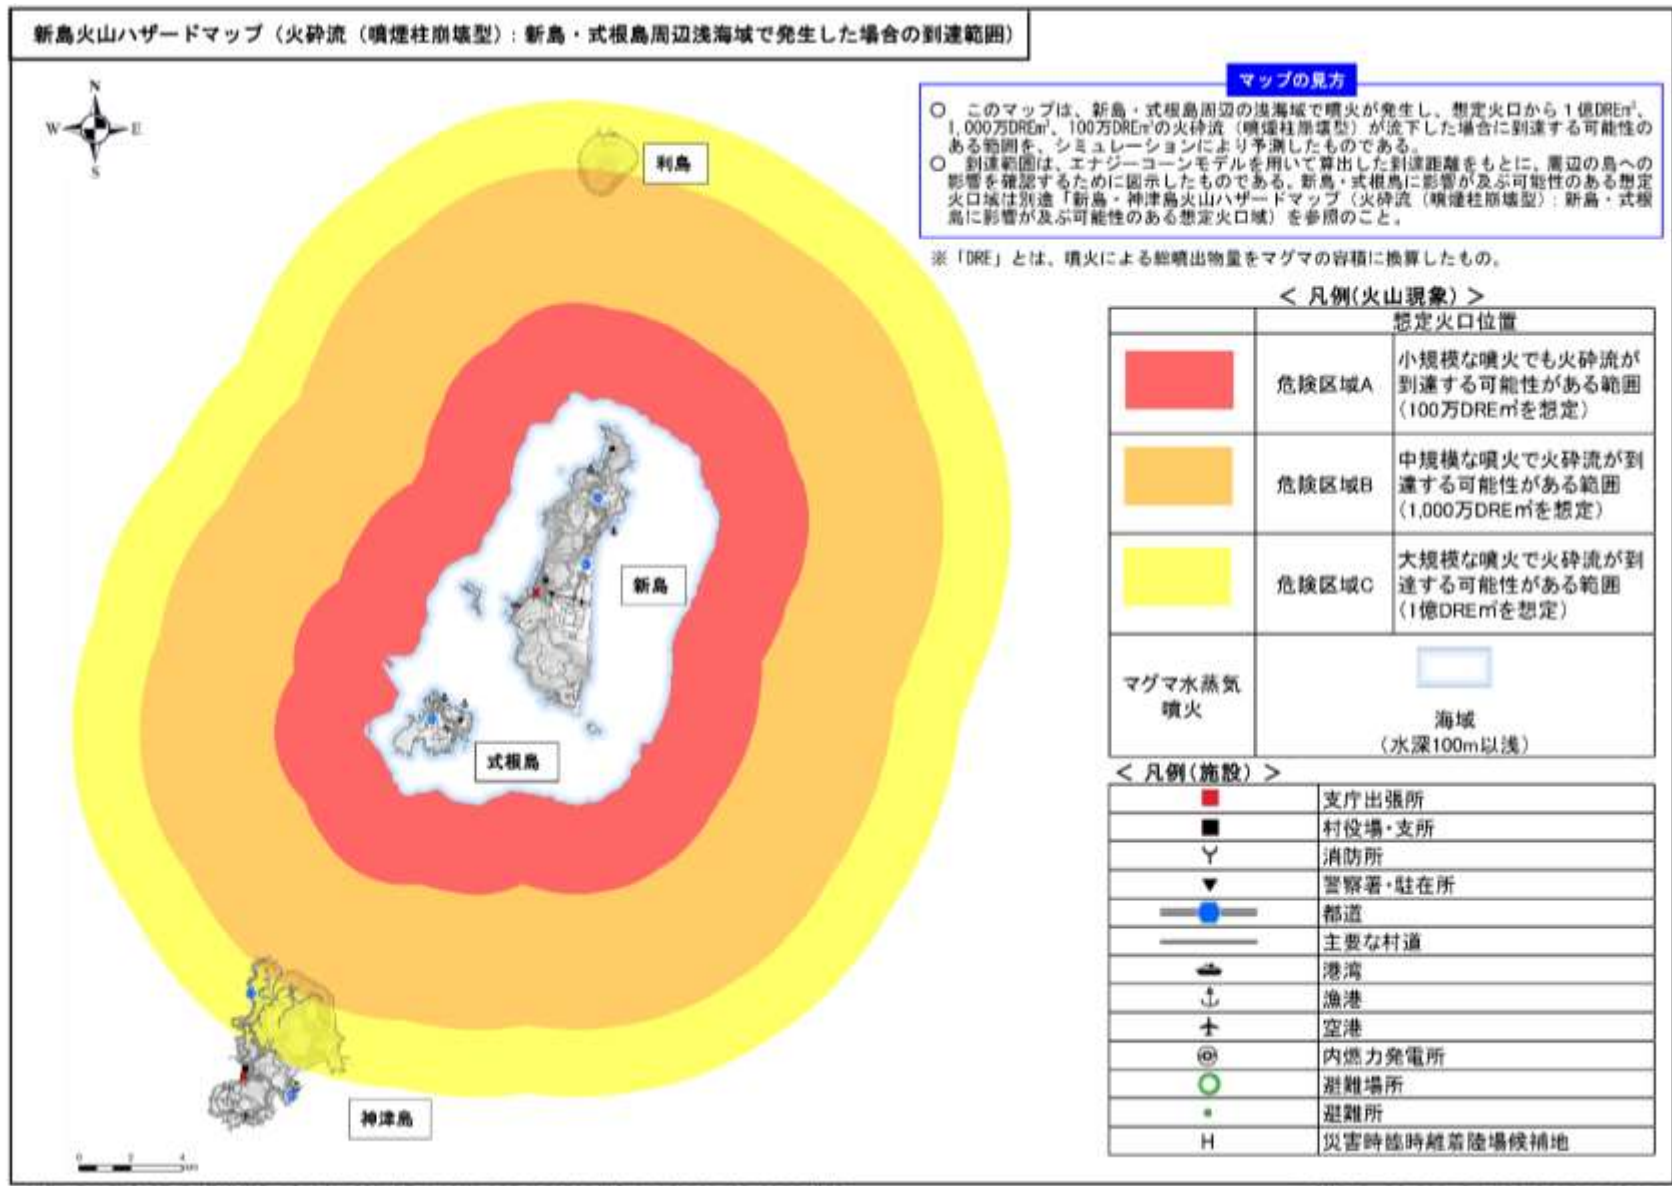 新島火山ハザードマップ（火砕流（噴煙柱崩壊型）：新島・式根島周辺浅海域で発生した場合の到達範囲）
N
W
E
S
利島
新島
式根島
神津島
0 2 4
マップの見方
○ このマップは、新島・式根島周辺の浅海域で噴火が発生し、想定火口から１億DRE㎥、
1,000万DRE㎥、100万DRE㎥の火砕流（噴煙柱崩壊型）が流下した場合に到達する可能性の
ある範囲を、シミュレーションにより予測したものである。
○ 到達範囲は、エナジーコーンモデルを用いて算出した到達距離をもとに、周辺の島への
影響を確認するために図示したものである。新島・式根島に影響が及ぶ可能性のある想定
火口域は別途「新島・神津島火山ハザードマップ（火砕流（噴煙柱崩壊型）：新島・式根
島に影響が及ぶ可能性のある想定火口域）を参照のこと。
※「DRE」とは、噴火による総噴出物量をマグマの容積に換算したもの。
＜ 凡例(火山現象) ＞
想定火口位置
危険区域A
小規模な噴火でも火砕流が
到達する可能性がある範囲
（100万DRE㎥を想定）
危険区域B
中規模な噴火で火砕流が到
達する可能性がある範囲
（1,000万DRE㎥を想定）
危険区域C
大規模な噴火で火砕流が到
達する可能性がある範囲
（1億DRE㎥を想定）
マグマ水蒸気
噴火
海域
（水深100m以浅）
＜ 凡例(施設) ＞
支庁出張所
村役場・支所
消防所
警察署・駐在所
都道
主要な村道
港湾
漁港
空港
内燃力発電所
避難場所
避難所
H 災害時臨時離着陸場候補地